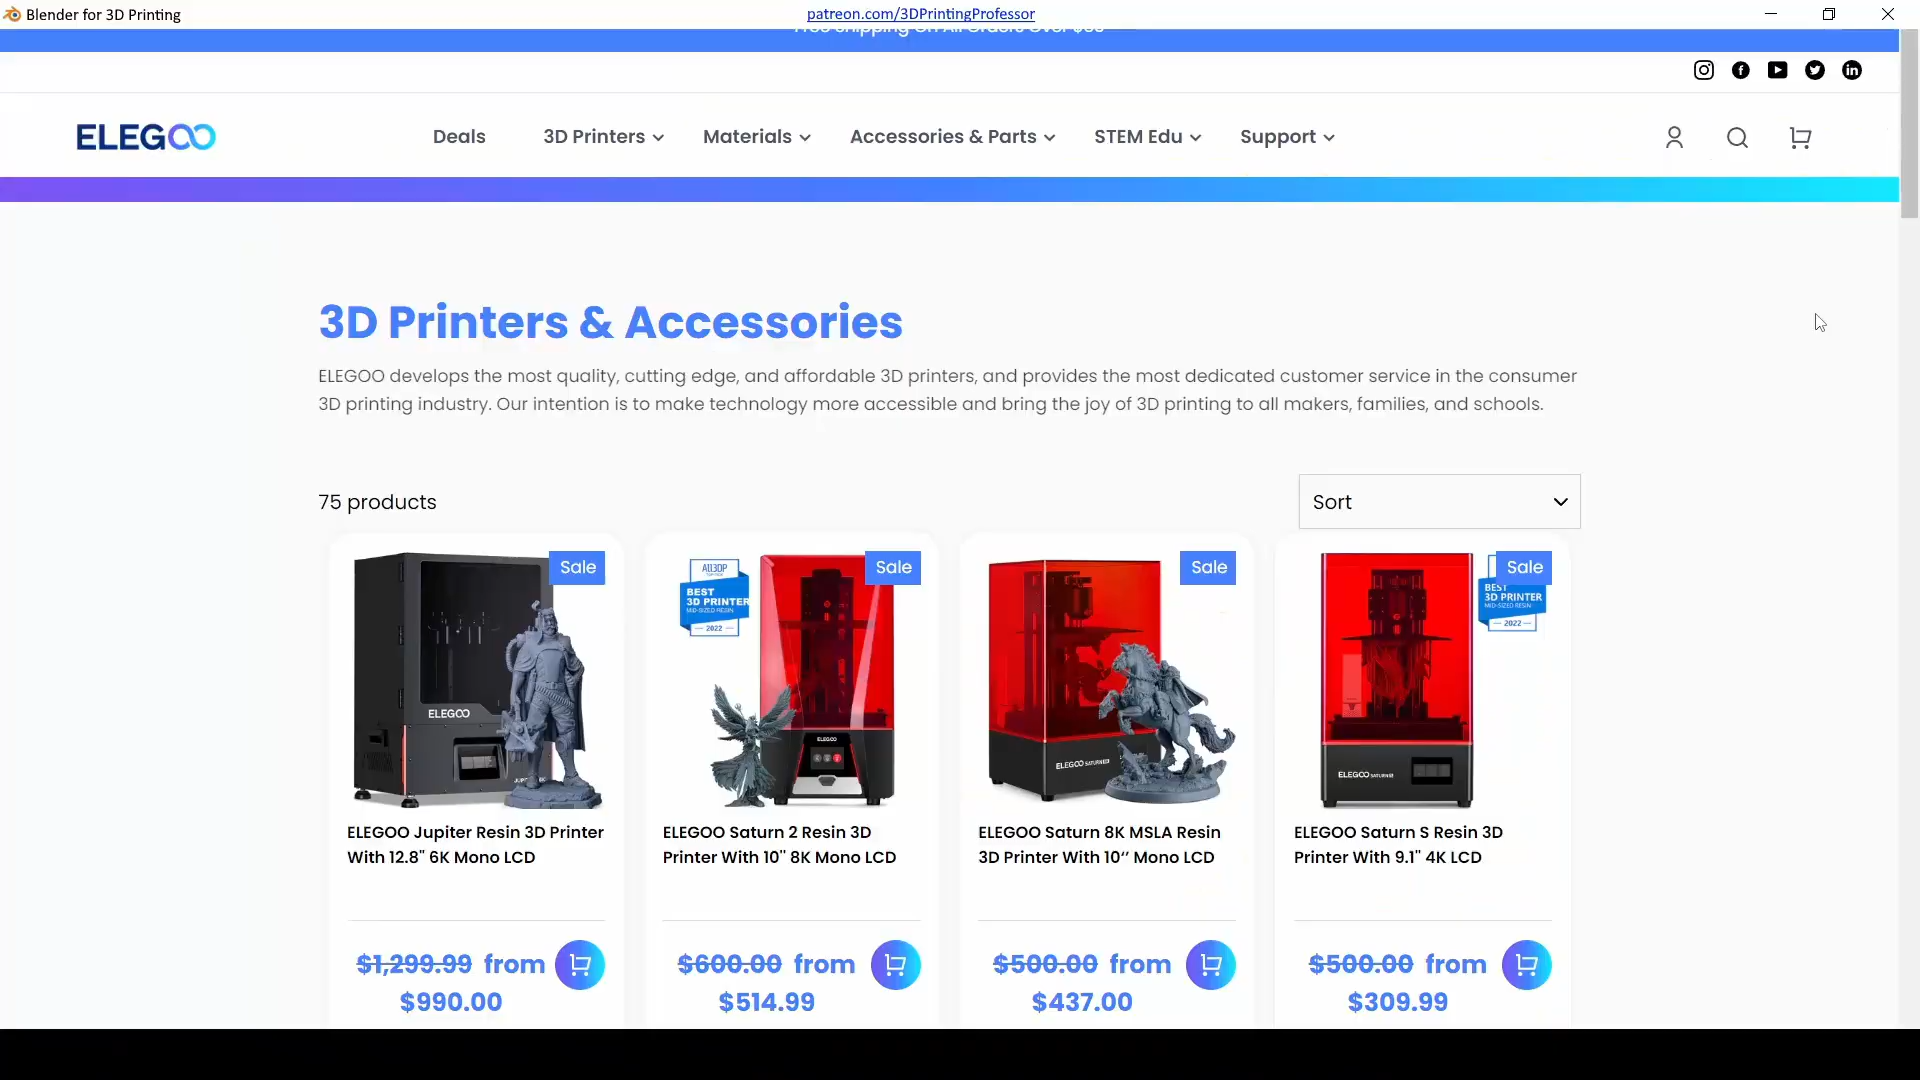 Blender for 3D Printing
patreon.com/3DPrintingProfessor
Free Shipping On All Orders Over
ELEGOO
Deals
3D Printers
Materials
Accessories & Parts
STEM Edu
Support
3D Printers & Accessories
ELEGOO develops the most quality, cutting edge, and affordable 3D printers, and provides the most dedicated customer service in the consumer
3D printing industry. Our intention is to make technology more accessible and bring the joy of 3D printing to all makers, families, and schools.
75 products
Sort
Sale
ELEGOO
ELEGOO Jupiter Resin 3D Printer
With 12.8" 6K Mono LCD
$1,299.99 from
$990.00
Sale
All3DP
BEST
3D PRINTER
MID-SIZED RESIN
2022
ELEGOO
ELEGOO Saturn 2 Resin 3D
Printer With 10" 8K Mono LCD
$600.00 from
$514.99
Sale
ELEGOO SATURN
ELEGOO Saturn 8K MSLA Resin
3D Printer With 10‘’ Mono LCD
$500.00 from
$437.00
Sale
BEST
3D PRINTER
MID-SIZED RESIN
2022
ELEGOO SATURN S
ELEGOO Saturn S Resin 3D
Printer With 9.1" 4K LCD
$500.00 from
$309.99